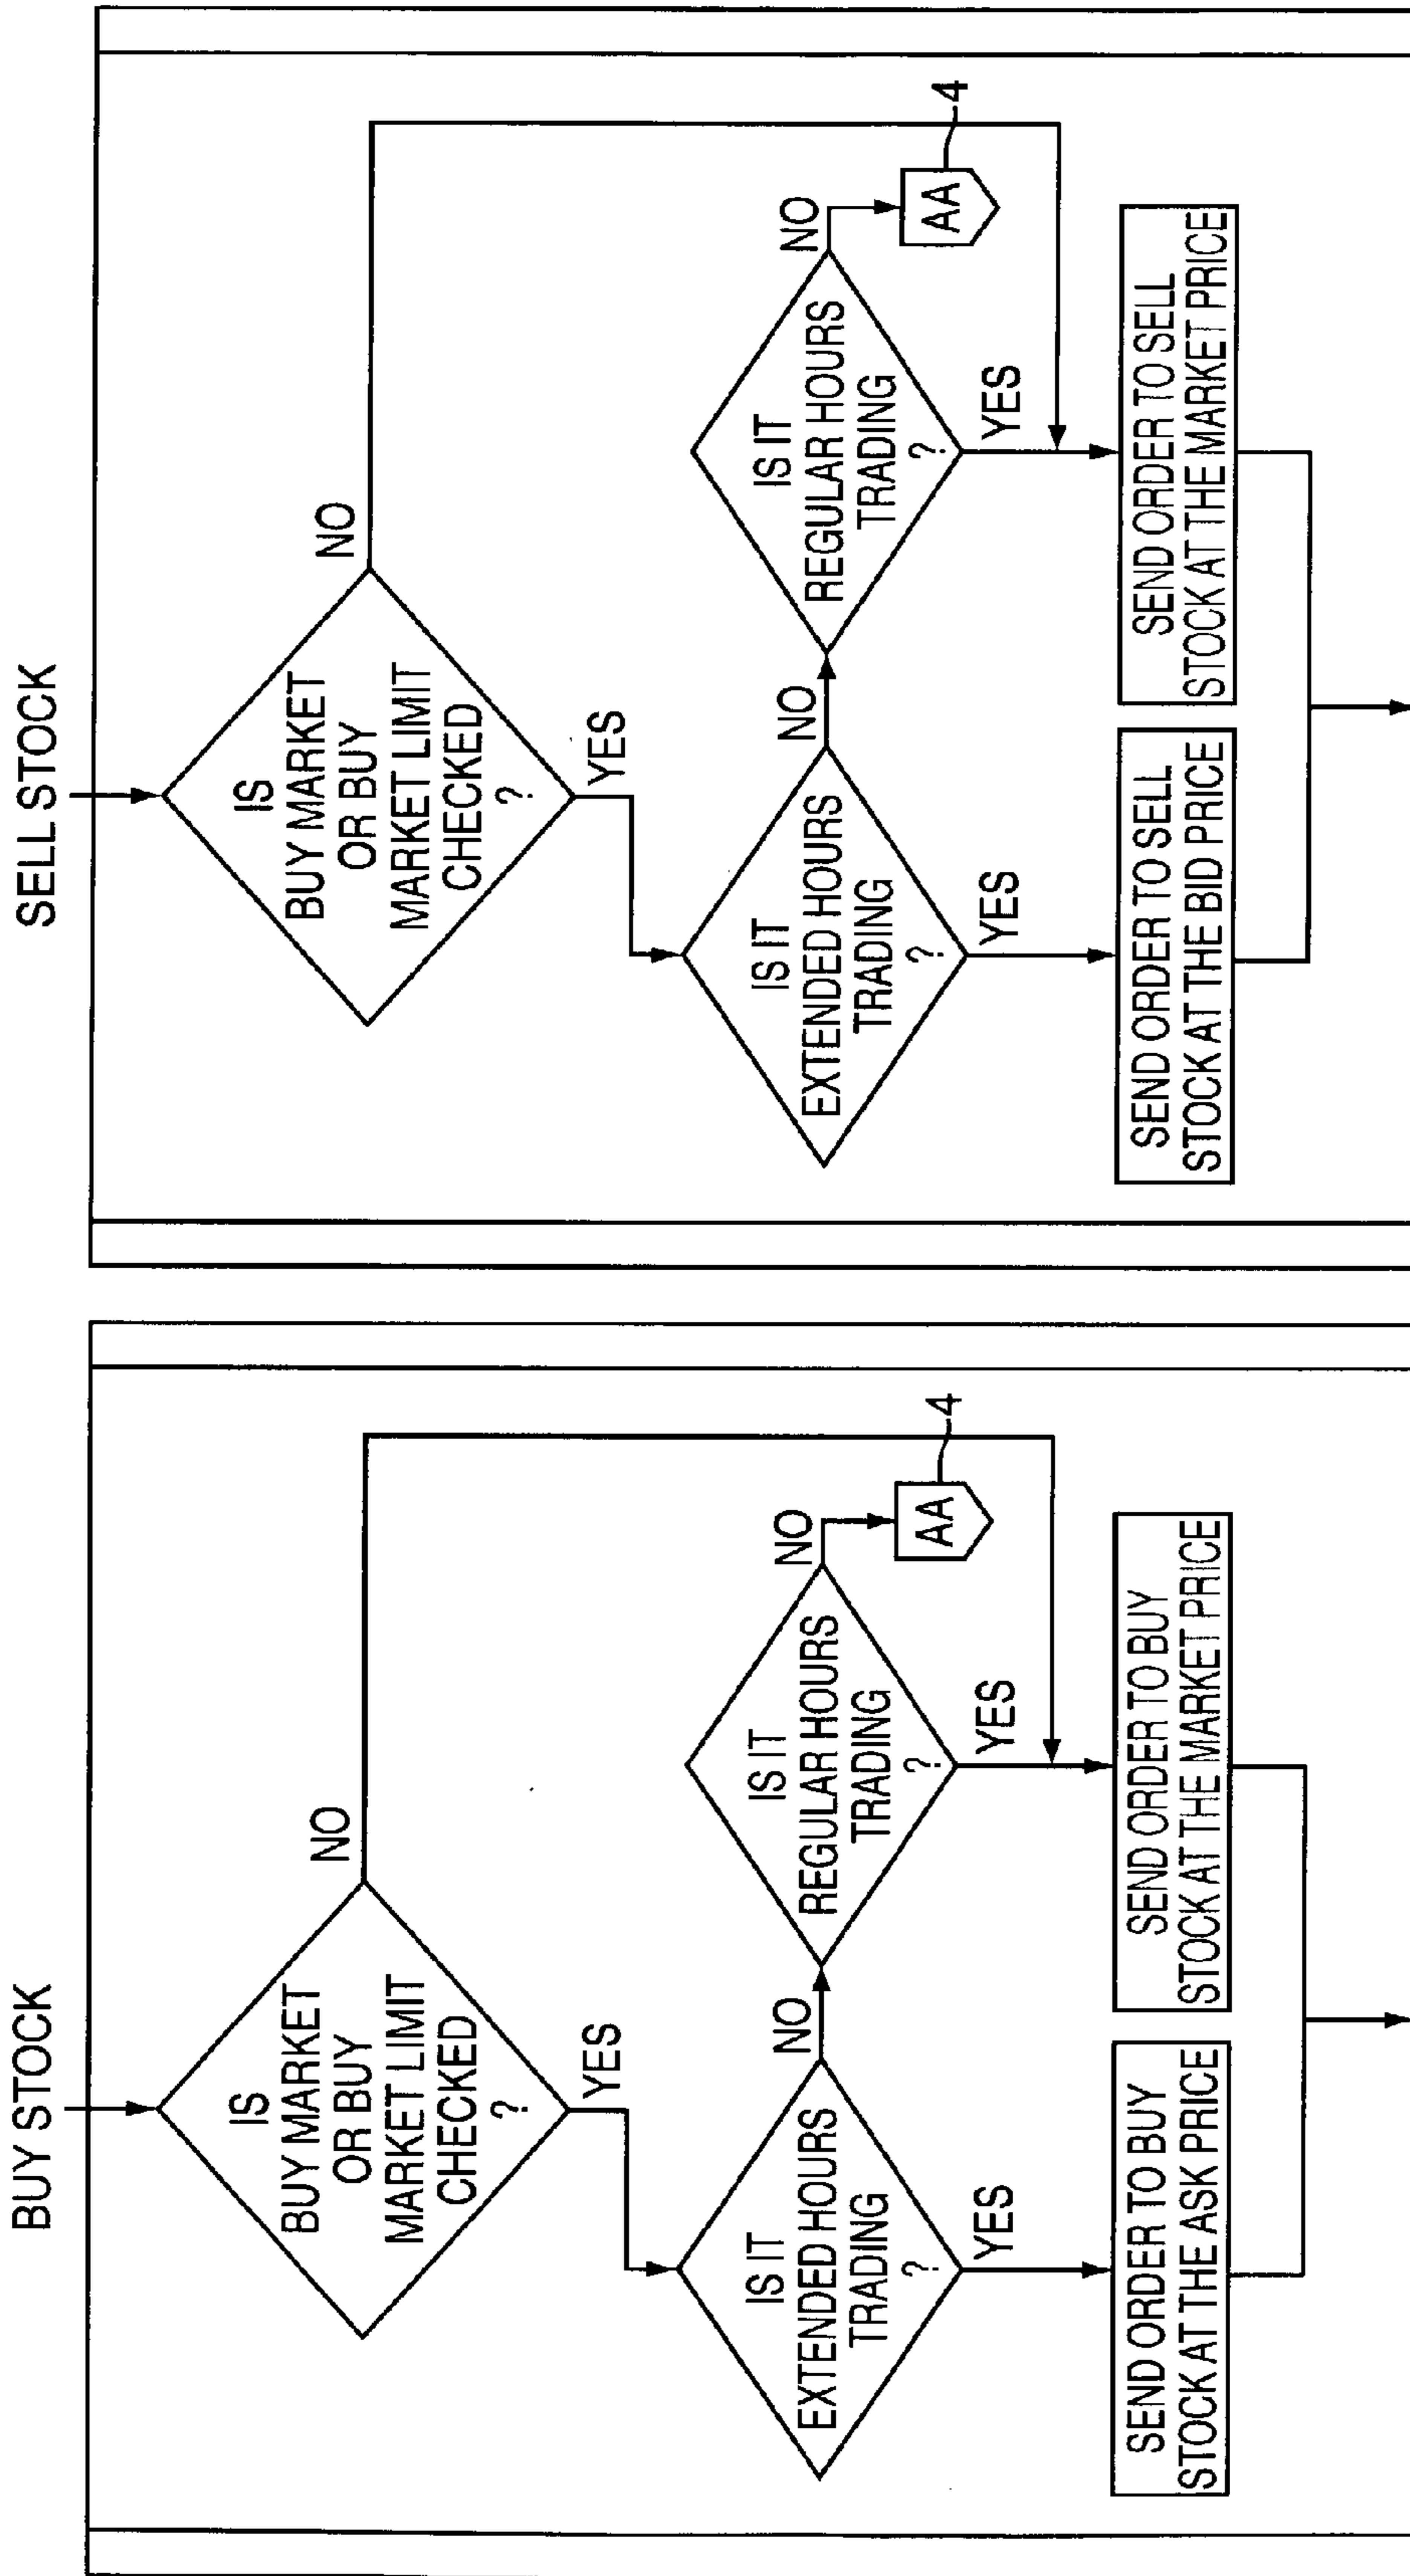 BUY STOCK
IS
BUY MARKET
OR BUY
MARKET LIMIT
CHECKED
?
NO
YES
IS IT
EXTENDED HOURS
TRADING
?
NO
YES
IS IT
REGULAR HOURS
TRADING
?
NO
YES
AA
4
SEND ORDER TO BUY
STOCK AT THE ASK PRICE
SEND ORDER TO BUY
STOCK AT THE MARKET PRICE
SELL STOCK
IS
BUY MARKET
OR BUY
MARKET LIMIT
CHECKED
?
NO
YES
IS IT
EXTENDED HOURS
TRADING
?
NO
YES
IS IT
REGULAR HOURS
TRADING
?
NO
YES
AA
4
SEND ORDER TO SELL
STOCK AT THE BID PRICE
SEND ORDER TO SELL
STOCK AT THE MARKET PRICE